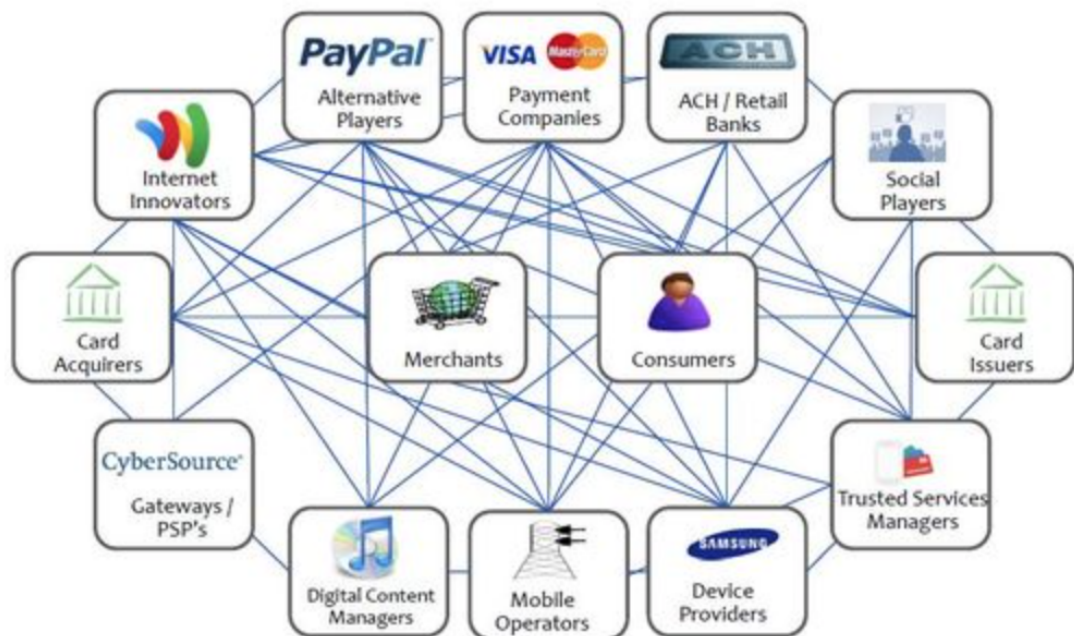 PayPal™
Alternative
Players
VISA MasterCard
Payment
Companies
ACH
ACH / Retail
Banks
Internet
Innovators
Social
Players
Card
Acquirers
Merchants
Consumers
Card
Issuers
CyberSource®
Gateways /
PSP's
Digital Content
Managers
Mobile
Operators
SAMSUNG
Device
Providers
Trusted Services
Managers